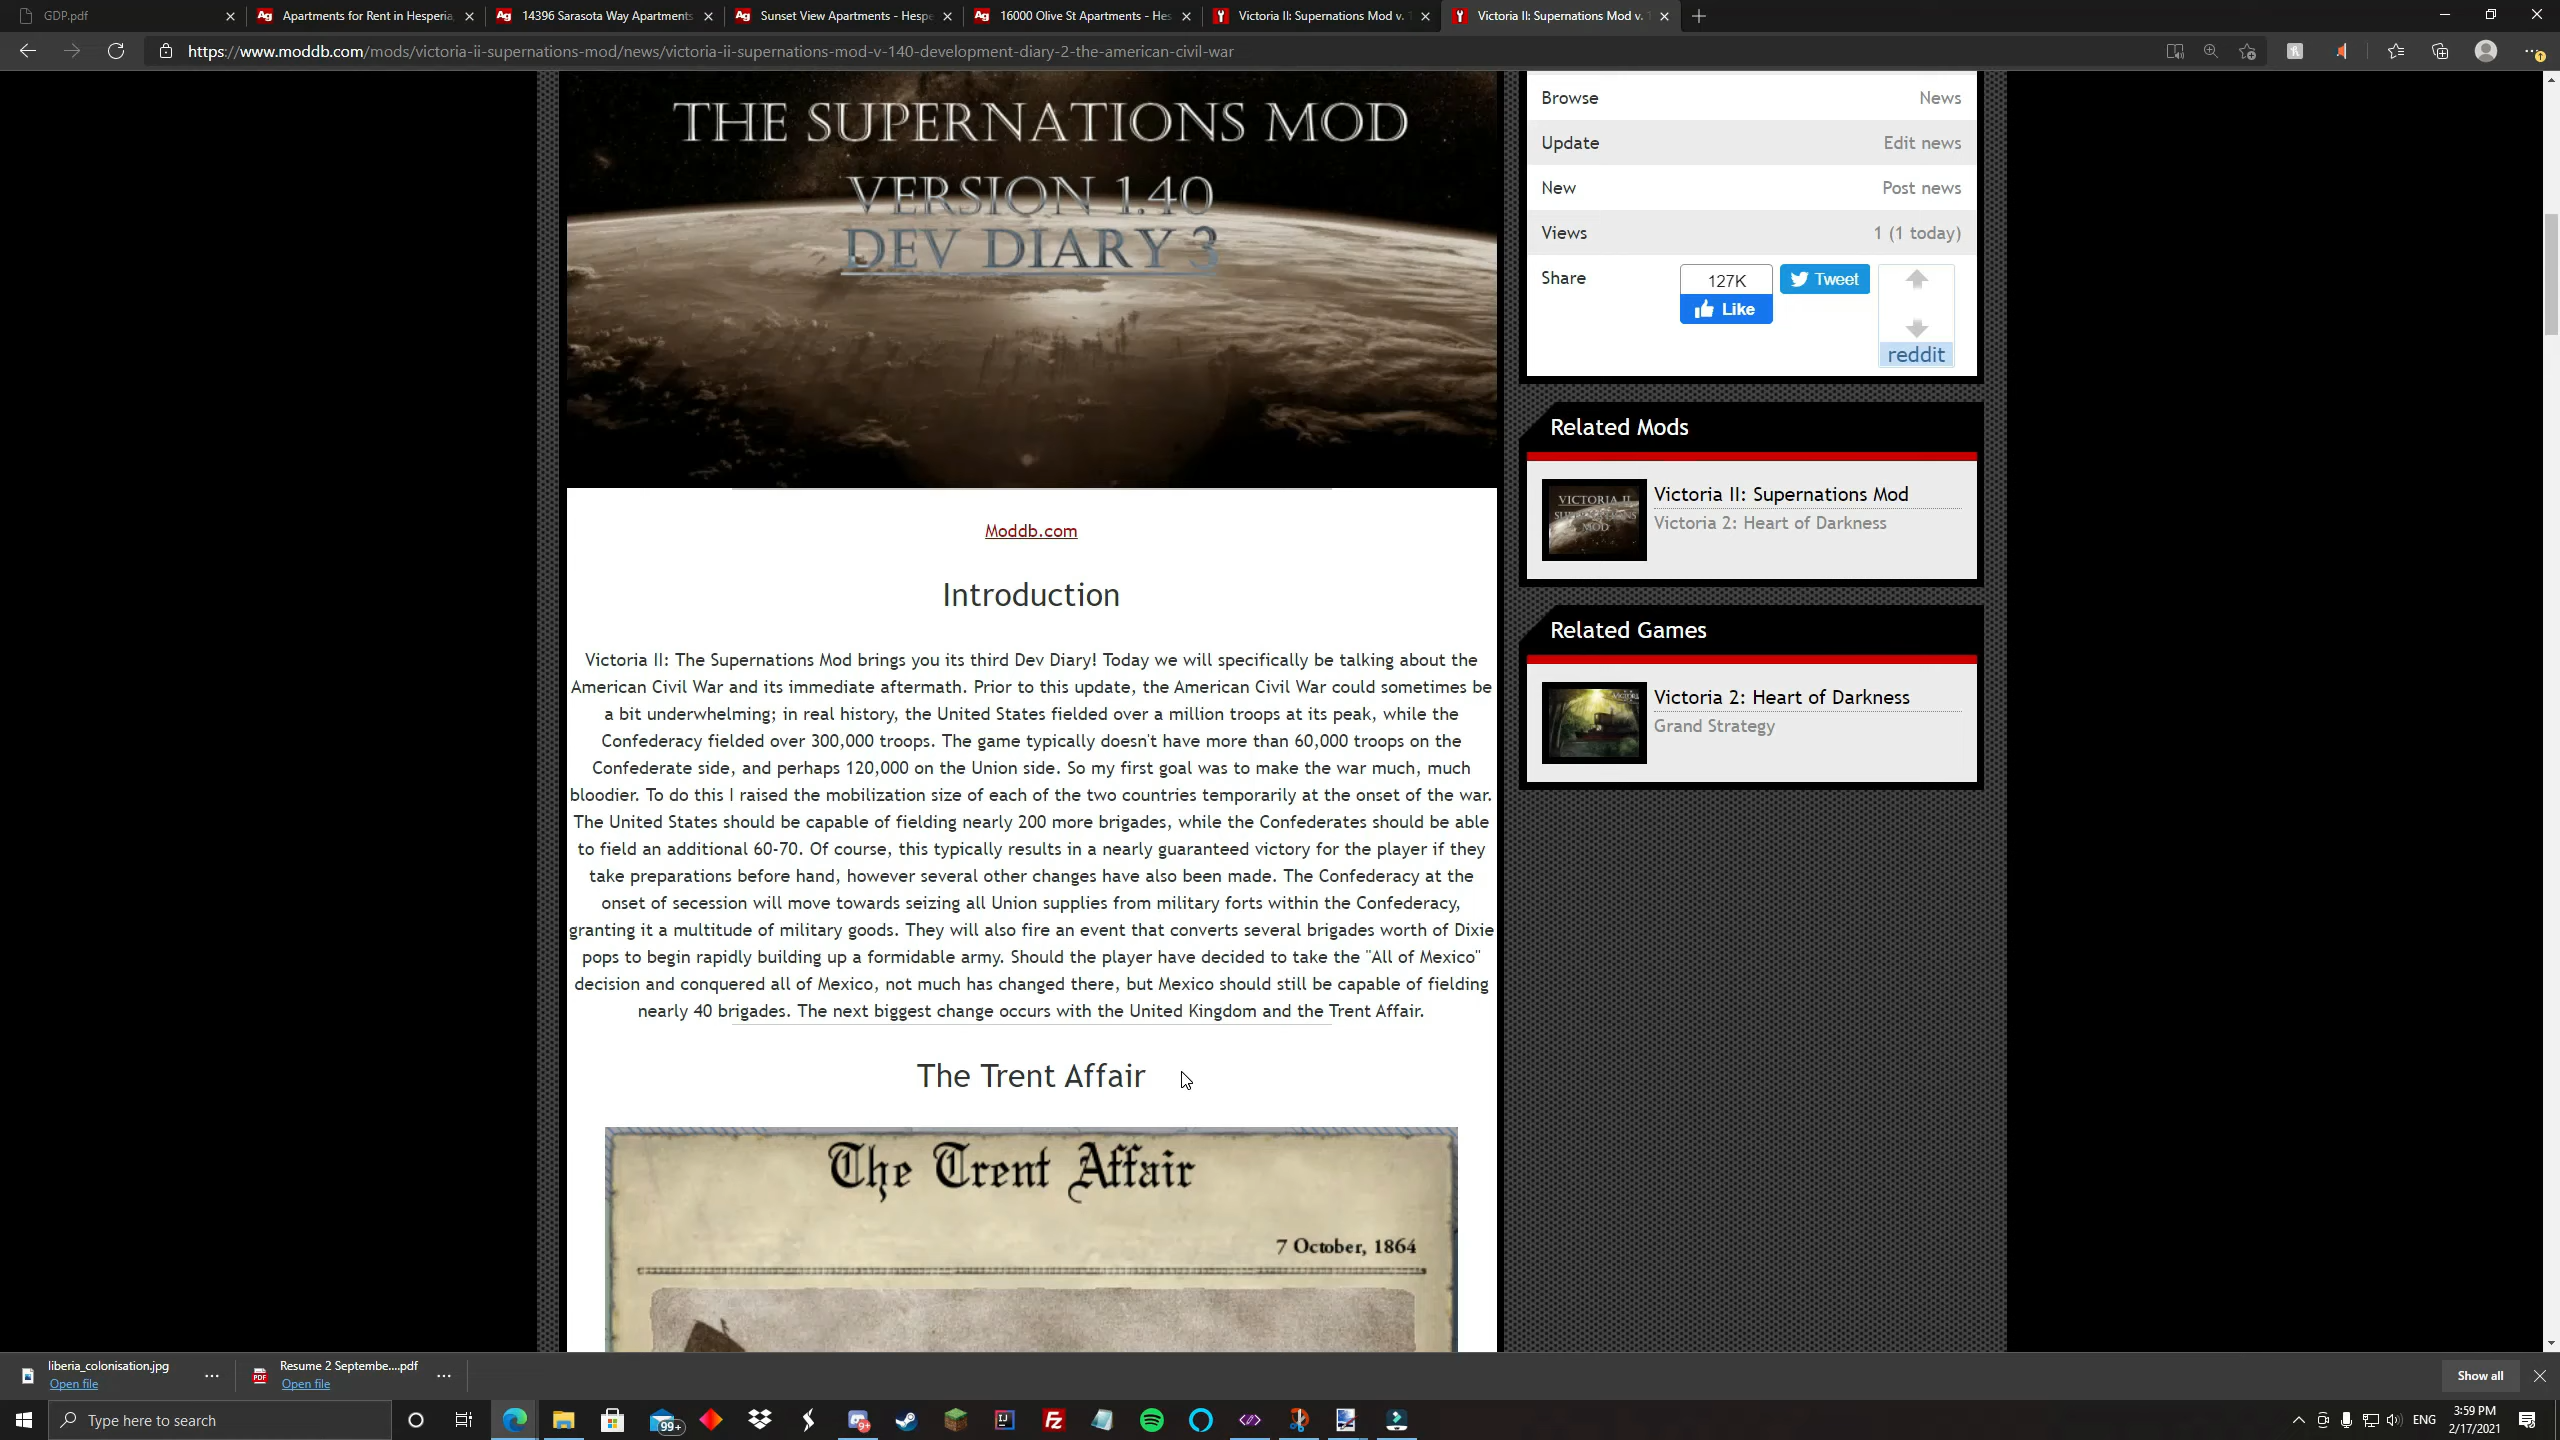 GDP.pdf
Apartments for Rent in Hesperia,
14396 Sarasota Way Apartments
Sunset View Apartments - Hespe
16000 Olive St Apartments - Hes
Victoria II: Supernations Mod v.
Victoria II: Supernations Mod v.
https://www.moddb.com/mods/victoria-ii-supernations-mod/news/victoria-ii-supernations-mod-v-140-development-diary-2-the-american-civil-war
THE SUPERNATIONS MOD
VERSION 1.40
DEV DIARY 3
Moddb.com
Introduction
Victoria II: The Supernations Mod brings you its third Dev Diary! Today we will specifically be talking about the
American Civil War and its immediate aftermath. Prior to this update, the American Civil War could sometimes be
a bit underwhelming; in real history, the United States fielded over a million troops at its peak, while the
Confederacy fielded over 300,000 troops. The game typically doesn't have more than 60,000 troops on the
Confederate side, and perhaps 120,000 on the Union side. So my first goal was to make the war much, much
bloodier. To do this I raised the mobilization size of each of the two countries temporarily at the onset of the war.
The United States should be capable of fielding nearly 200 more brigades, while the Confederates should be able
to field an additional 60-70. Of course, this typically results in a nearly guaranteed victory for the player if they
take preparations before hand, however several other changes have also been made. The Confederacy at the
onset of secession will move towards seizing all Union supplies from military forts within the Confederacy,
granting it a multitude of military goods. They will also fire an event that converts several brigades worth of Dixie
pops to begin rapidly building up a formidable army. Should the player have decided to take the "All of Mexico"
decision and conquered all of Mexico, not much has changed there, but Mexico should still be capable of fielding
nearly 40 brigades. The next biggest change occurs with the United Kingdom and the Trent Affair.
The Trent Affair
The Trent Affair
7 October, 1864
Browse News
Update Edit news
New Post news
Views 1 (1 today)
Share
127K
Like
Tweet
reddit
Related Mods
VICTORIA II
SUPERNATIONS
MOD
Victoria II: Supernations Mod
Victoria 2: Heart of Darkness
Related Games
Victoria 2: Heart of Darkness
Grand Strategy
liberia_colonisation.jpg
Open file
Resume 2 Septembe....pdf
Open file
Show all
Type here to search
99+
9+
ENG
3:59 PM
2/17/2021